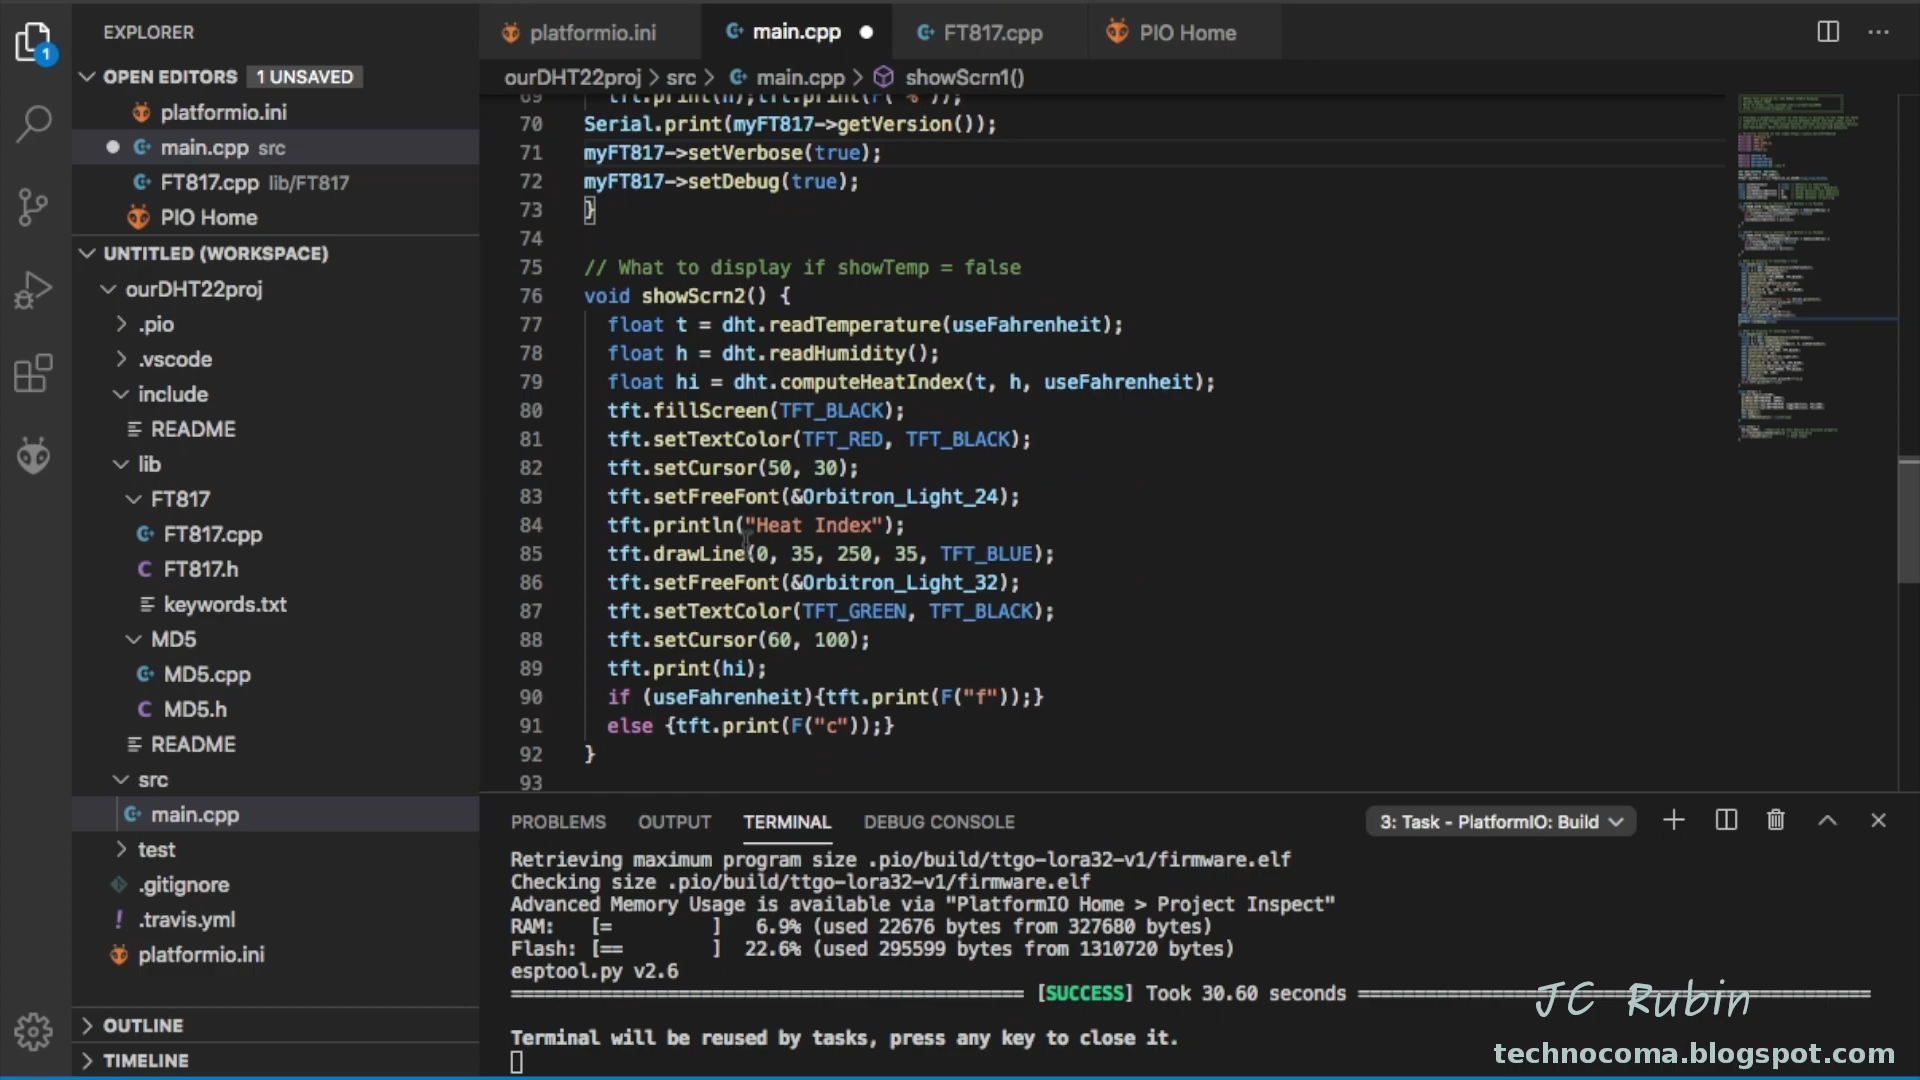 EXPLORER
OPEN EDITORS 1 UNSAVED
platformio.ini
main.cpp src
FT817.cpp lib/FT817
PIO Home
UNTITLED (WORKSPACE)
ourDHT22proj
.pio
.vscode
include
README
lib
FT817
FT817.cpp
FT817.h
keywords.txt
MD5
MD5.cpp
MD5.h
README
src
main.cpp
test
.gitignore
.travis.yml
platformio.ini
OUTLINE
TIMELINE
1
platformio.ini main.cpp FT817.cpp PIO Home
ourDHT22proj > src > main.cpp > showScrn1()
69 tft.print(h);tft.print(F("%"));
70 Serial.print(myFT817->getVersion());
71 myFT817->setVerbose(true);
72 myFT817->setDebug(true);
73 }
74
75 // What to display if showTemp = false
76 void showScrn2() {
77 float t = dht.readTemperature(useFahrenheit);
78 float h = dht.readHumidity();
79 float hi = dht.computeHeatIndex(t, h, useFahrenheit);
80 tft.fillScreen(TFT_BLACK);
81 tft.setTextColor(TFT_RED, TFT_BLACK);
82 tft.setCursor(50, 30);
83 tft.setFreeFont(&Orbitron_Light_24);
84 tft.println("Heat Index");
85 tft.drawLine(0, 35, 250, 35, TFT_BLUE);
86 tft.setFreeFont(&Orbitron_Light_32);
87 tft.setTextColor(TFT_GREEN, TFT_BLACK);
88 tft.setCursor(60, 100);
89 tft.print(hi);
90 if (useFahrenheit){tft.print(F("f"));}
91 else {tft.print(F("c"));}
92 }
93
PROBLEMS OUTPUT TERMINAL DEBUG CONSOLE 3: Task - PlatformIO: Build
Retrieving maximum program size .pio/build/ttgo-lora32-v1/firmware.elf
Checking size .pio/build/ttgo-lora32-v1/firmware.elf
Advanced Memory Usage is available via "PlatformIO Home > Project Inspect"
RAM: [= ] 6.9% (used 22676 bytes from 327680 bytes)
Flash: [== ] 22.6% (used 295599 bytes from 1310720 bytes)
esptool.py v2.6
[SUCCESS] Took 30.60 seconds
Terminal will be reused by tasks, press any key to close it.
JC Rubin
technocoma.blogspot.com